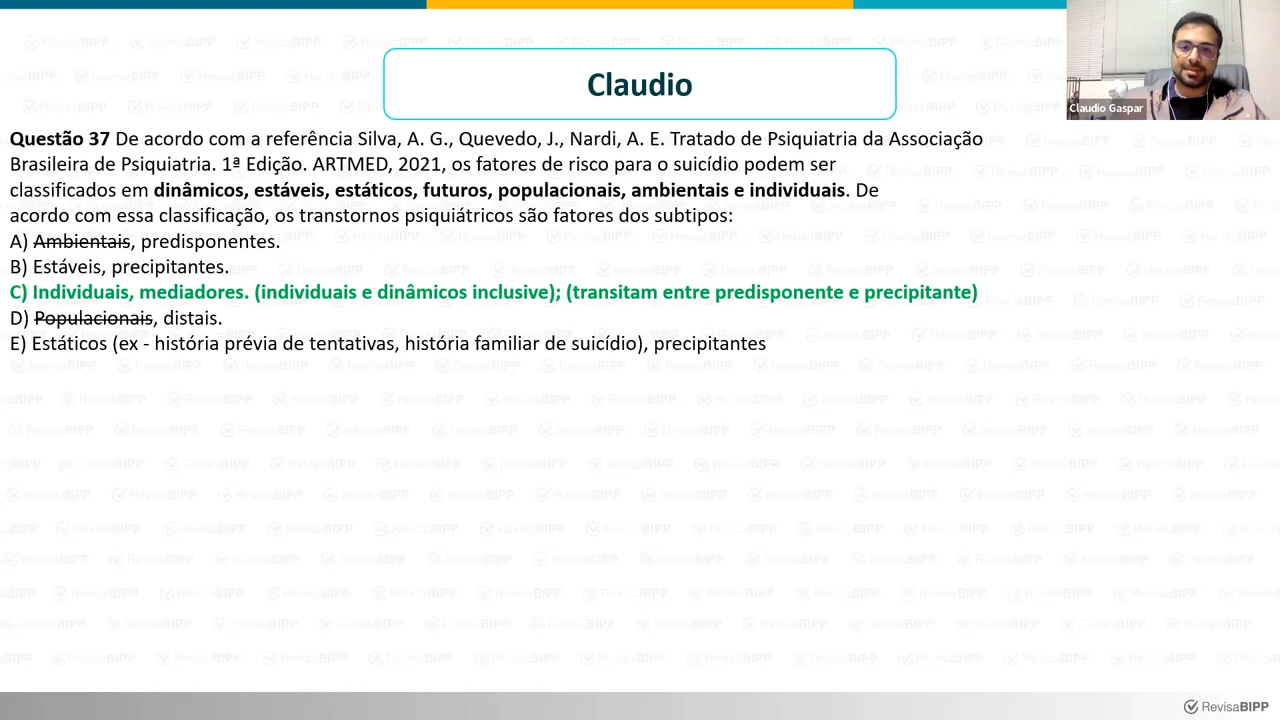 Claudio
Claudio Gaspar
Questão 37 De acordo com a referência Silva, A. G., Quevedo, J., Nardi, A. E. Tratado de Psiquiatria da Associação
Brasileira de Psiquiatria. 1ª Edição. ARTMED, 2021, os fatores de risco para o suicídio podem ser
classificados em dinâmicos, estáveis, estáticos, futuros, populacionais, ambientais e individuais. De
acordo com essa classificação, os transtornos psiquiátricos são fatores dos subtipos:
A) Ambientais, predisponentes.
B) Estáveis, precipitantes.
C) Individuais, mediadores. (individuais e dinâmicos inclusive); (transitam entre predisponente e precipitante)
D) Populacionais, distais.
E) Estáticos (ex - história prévia de tentativas, história familiar de suicídio), precipitantes
RevisaBIPP